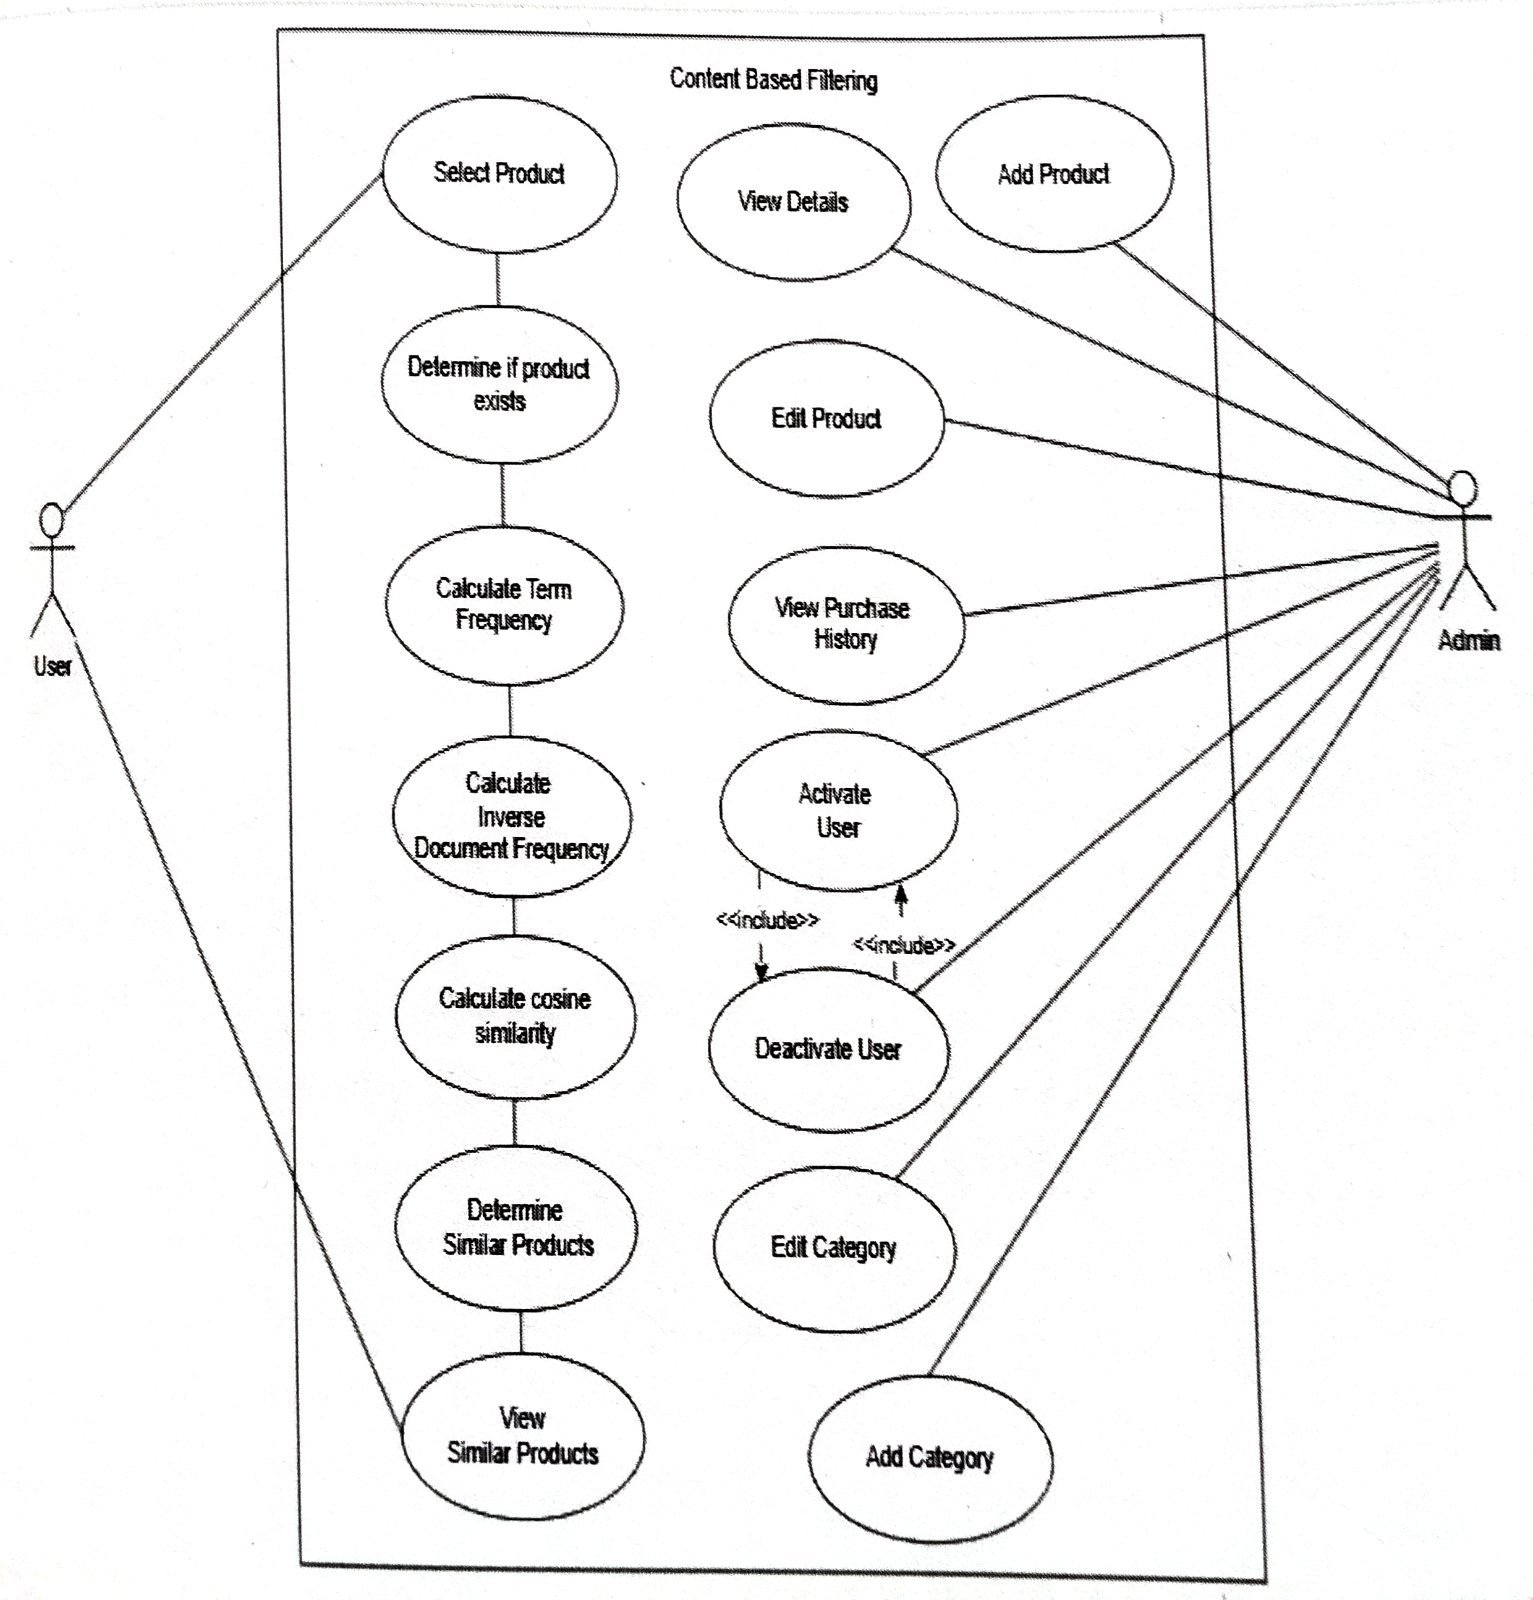 Content Based Filtering
Select Product
View Details
Add Product
Determine if product
exists
Edit Product
Calculate Term
Frequency
View Purchase
History
User
Admin
Calculate
Inverse
Document Frequency
Activate
User
<<include>>
<<include>>
Calculate cosine
similarity
Deactivate User
Determine
Similar Products
Edit Category
View
Similar Products
Add Category